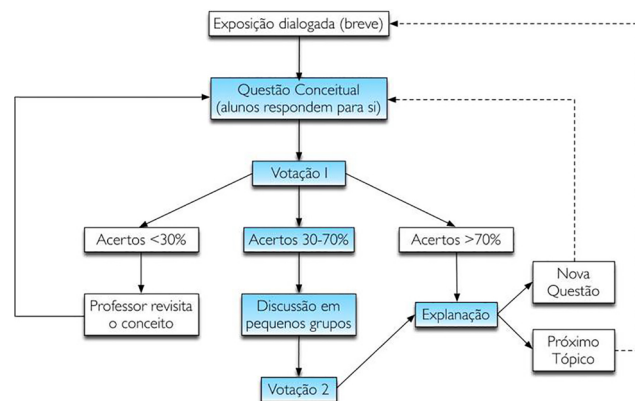 Exposição dialogada (breve)
Questão Conceitual
(alunos respondem para si)
Votação I
Acertos <30%
Acertos 30-70%
Acertos >70%
Professor revisita
o conceito
Discussão em
pequenos grupos
Explanação
Nova
Questão
Próximo
Tópico
Votação 2